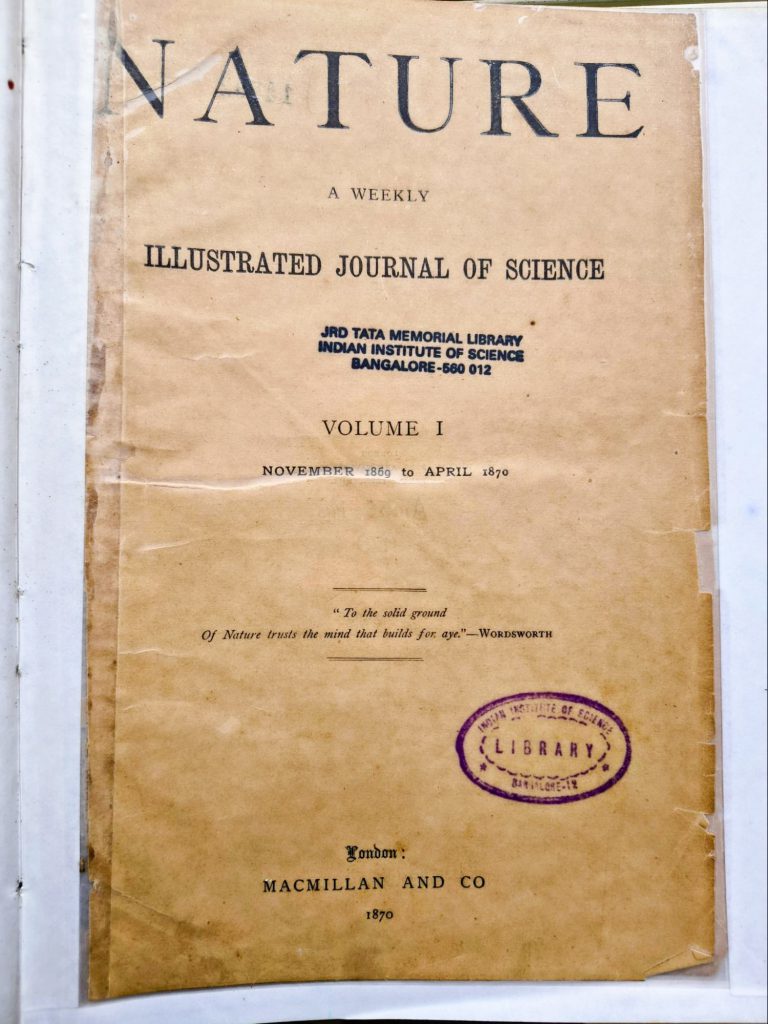 NATURE
A WEEKLY
ILLUSTRATED JOURNAL OF SCIENCE
JRD TATA MEMORIAL LIBRARY
INDIAN INSTITUTE OF SCIENCE
BANGALORE-560 012
VOLUME I
NOVEMBER 1869 to APRIL 1870
“ To the solid ground
Of Nature trusts the mind that builds for aye.”—WORDSWORTH
INDIAN INSTITUTE OF SCIENCE
LIBRARY
BANGALORE-12
London:
MACMILLAN AND CO
1870